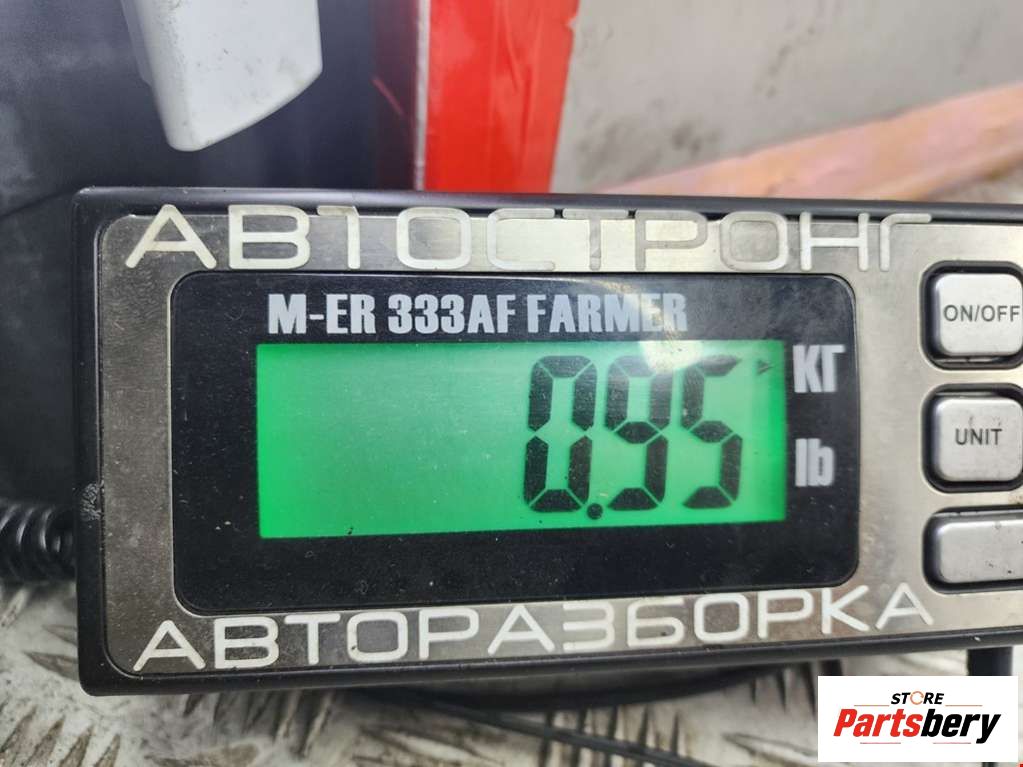 АВТОСТРОНГ
M-ER 333AF FARMER
ON/OFF
0.95
КГ
lb
UNIT
АВТОРАЗБОРКА
STORE
Partsbery